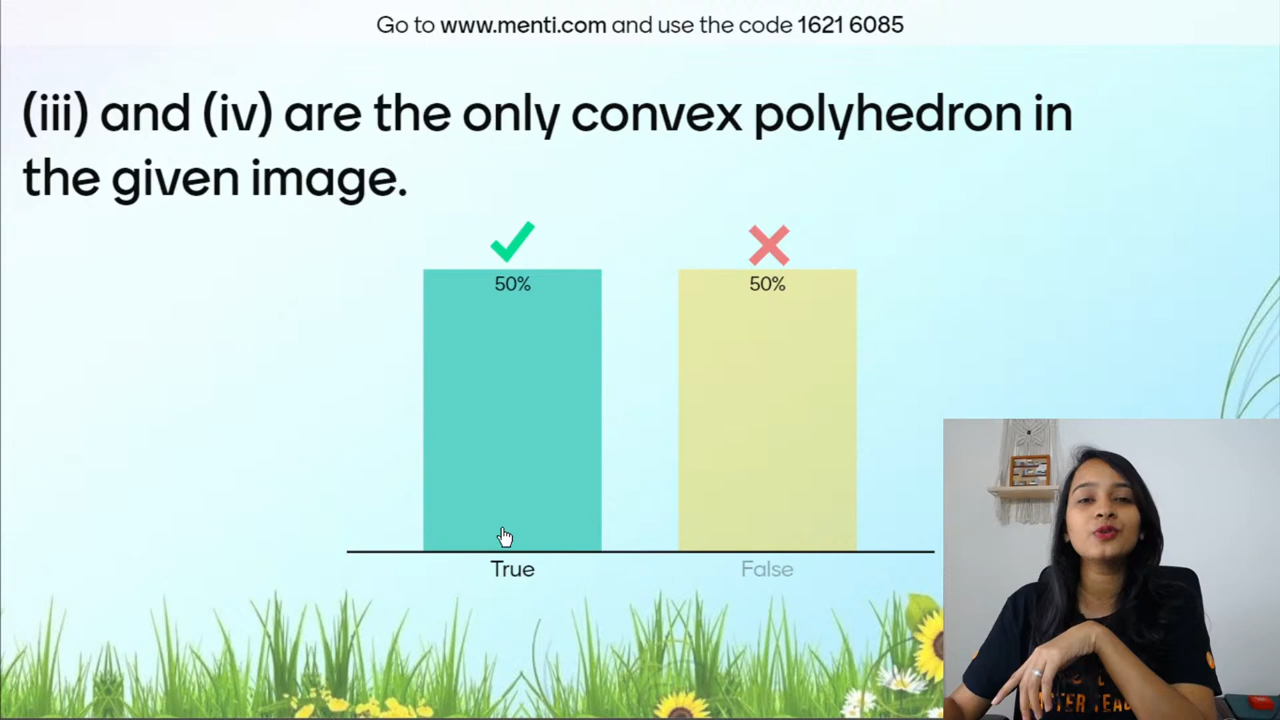 Go to www.menti.com and use the code 1621 6085
(iii) and (iv) are the only convex polyhedron in
the given image.
50%
50%
True
False